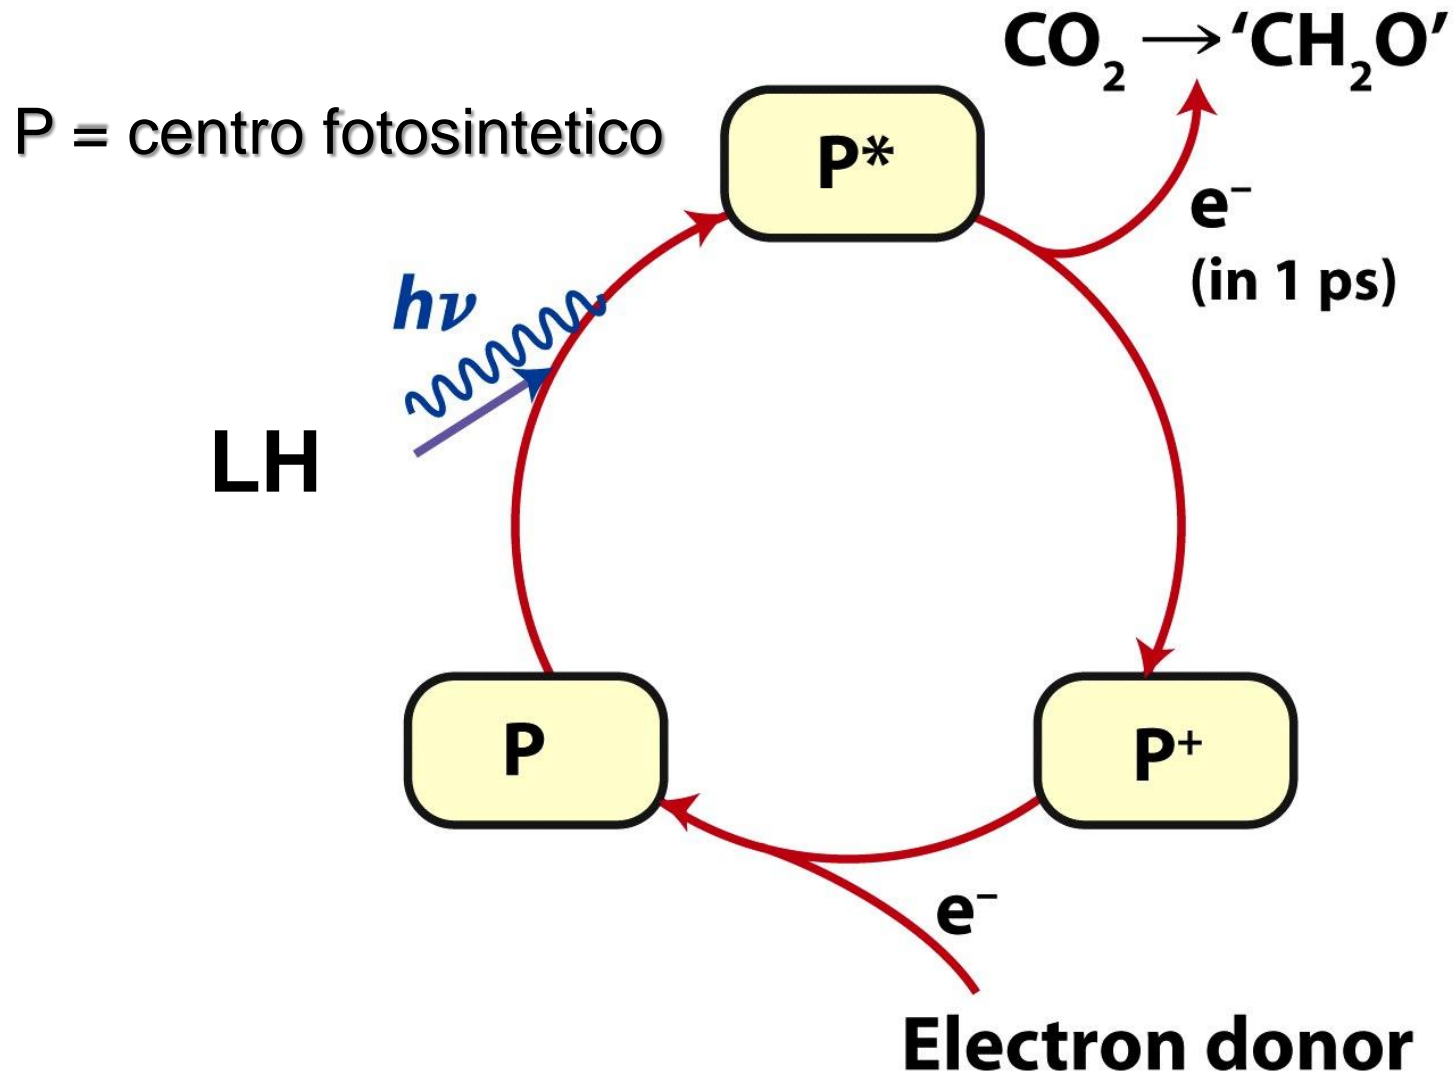 CO₂ → ‘CH₂O’
P = centro fotosintetico
P*
e⁻
(in 1 ps)
hν
LH
P
P⁺
e⁻
Electron donor